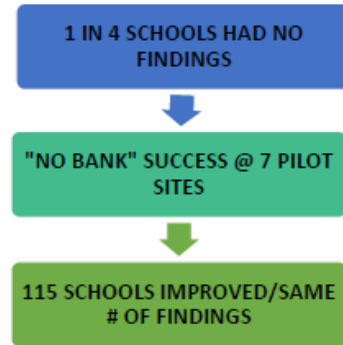 1 IN 4 SCHOOLS HAD NO
FINDINGS
"NO BANK" SUCCESS @ 7 PILOT
SITES
115 SCHOOLS IMPROVED/SAME
# OF FINDINGS